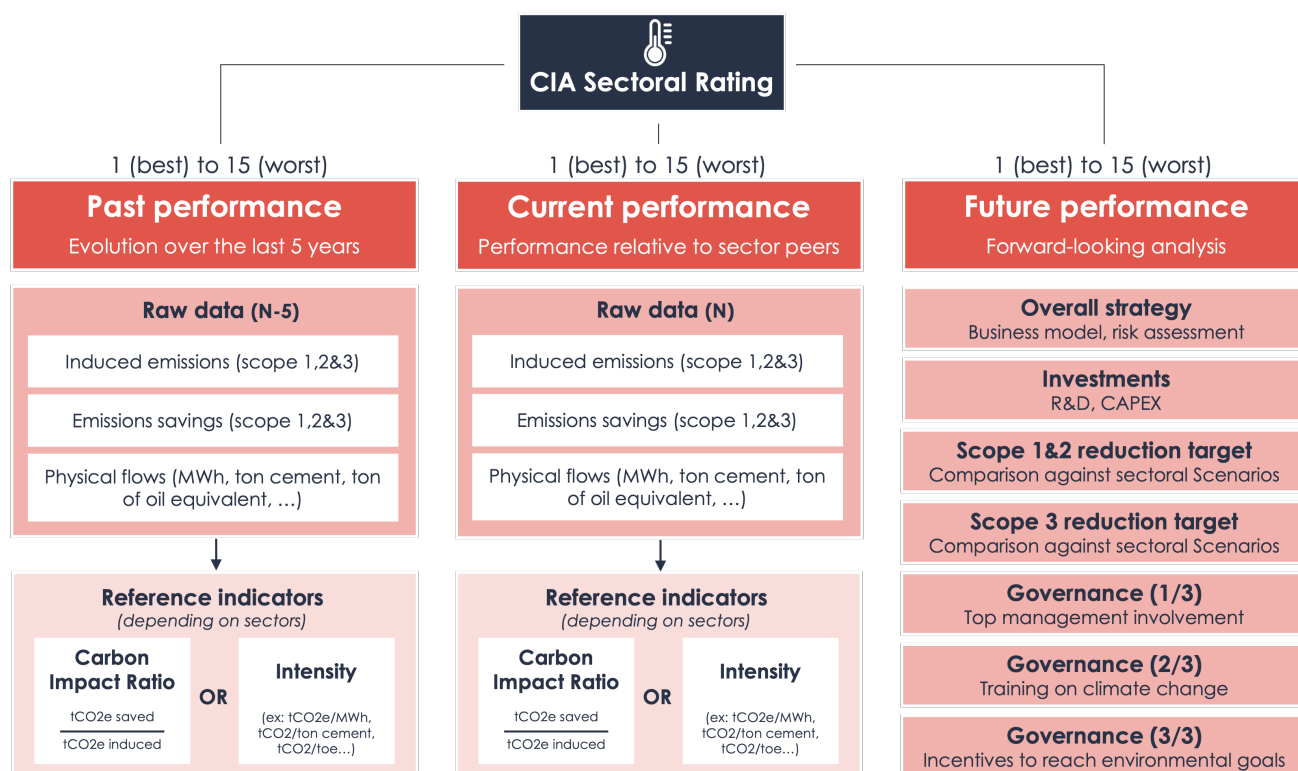 CIA Sectoral Rating
1 (best) to 15 (worst)
Past performance
Evolution over the last 5 years
Raw data (N-5)
Induced emissions (scope 1,2&3)
Emissions savings (scope 1,2&3)
Physical flows (MWh, ton cement, ton
of oil equivalent, …)
Reference indicators
(depending on sectors)
Carbon
Impact Ratio
tCO2e saved
tCO2e induced
OR
Intensity
(ex: tCO2e/MWh,
tCO2/ton cement,
tCO2/toe…)
1 (best) to 15 (worst)
Current performance
Performance relative to sector peers
Raw data (N)
Induced emissions (scope 1,2&3)
Emissions savings (scope 1,2&3)
Physical flows (MWh, ton cement, ton
of oil equivalent, …)
Reference indicators
(depending on sectors)
Carbon
Impact Ratio
tCO2e saved
tCO2e induced
OR
Intensity
(ex: tCO2e/MWh,
tCO2/ton cement,
tCO2/toe…)
1 (best) to 15 (worst)
Future performance
Forward-looking analysis
Overall strategy
Business model, risk assessment
Investments
R&D, CAPEX
Scope 1&2 reduction target
Comparison against sectoral Scenarios
Scope 3 reduction target
Comparison against sectoral Scenarios
Governance (1/3)
Top management involvement
Governance (2/3)
Training on climate change
Governance (3/3)
Incentives to reach environmental goals